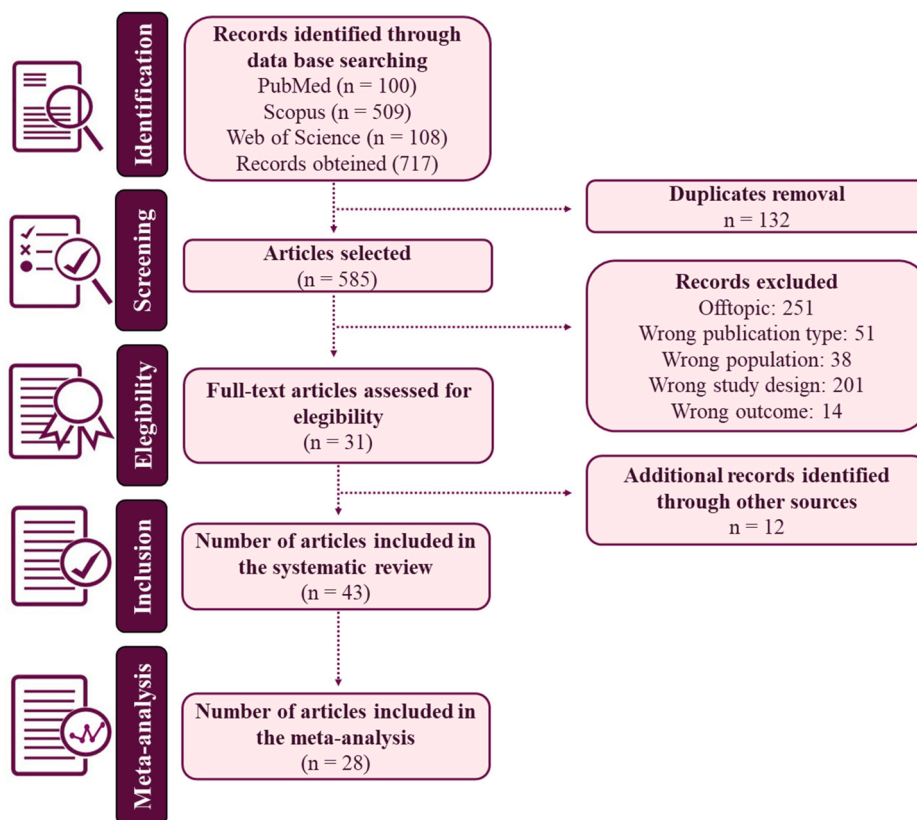 Identification
Records identified through
data base searching
PubMed (n = 100)
Scopus (n = 509)
Web of Science (n = 108)
Records obteined (717)
Duplicates removal
n = 132
Screening
Articles selected
(n = 585)
Records excluded
Offtopic: 251
Wrong publication type: 51
Wrong population: 38
Wrong study design: 201
Wrong outcome: 14
Elegibility
Full-text articles assessed for
elegibility
(n = 31)
Additional records identified
through other sources
n = 12
Inclusion
Number of articles included in
the systematic review
(n = 43)
Meta-analysis
Number of articles included in
the meta-analysis
(n = 28)